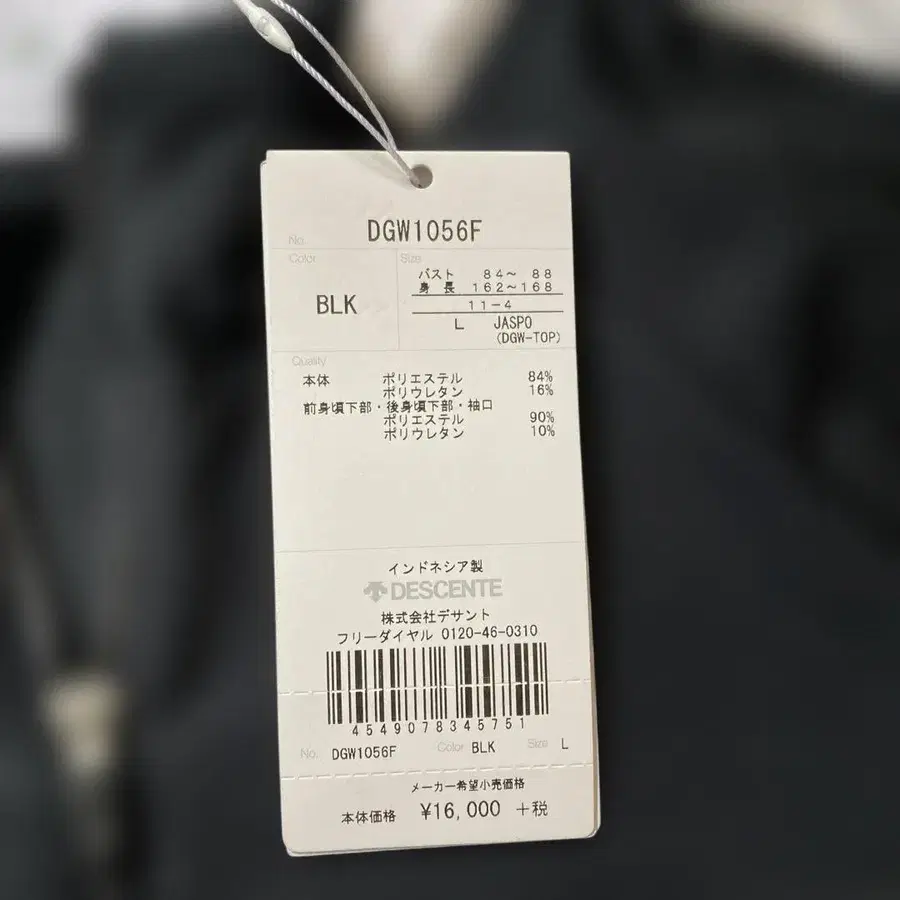 No. DGW1056F
Color Size
バスト 84～ 88
身 長 162～168
BLK
11-4
L JASPO
(DGW-TOP)
Quality
本体 ポリエステル 84%
ポリウレタン 16%
前身頃下部・後身頃下部・袖口
ポリエステル 90%
ポリウレタン 10%
インドネシア製
DESCENTE
株式会社デサント
フリーダイヤル 0120-46-0310
4549078345751
No. DGW1056F Color BLK Size L
メーカー希望小売価格
本体価格 ¥16,000 +税